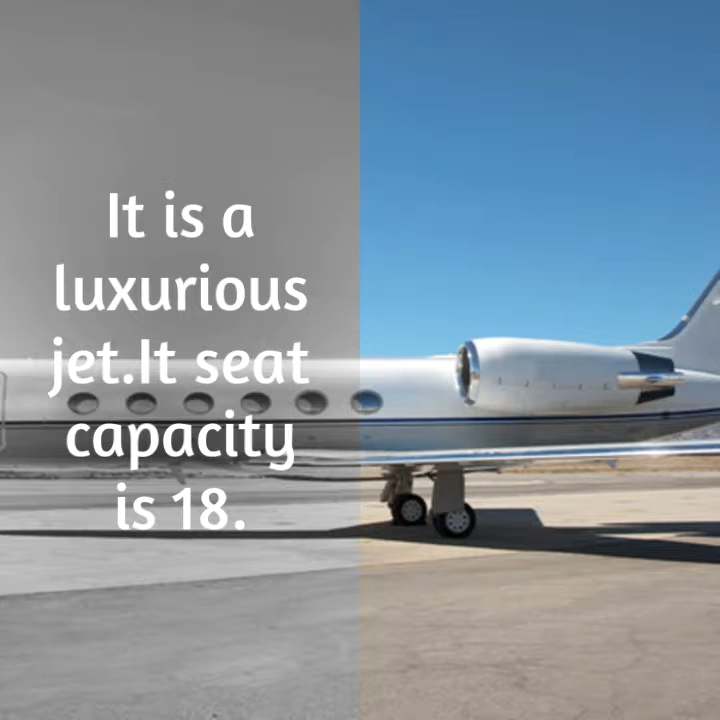 It is a
luxurious
jet.It seat
capacity
is 18.